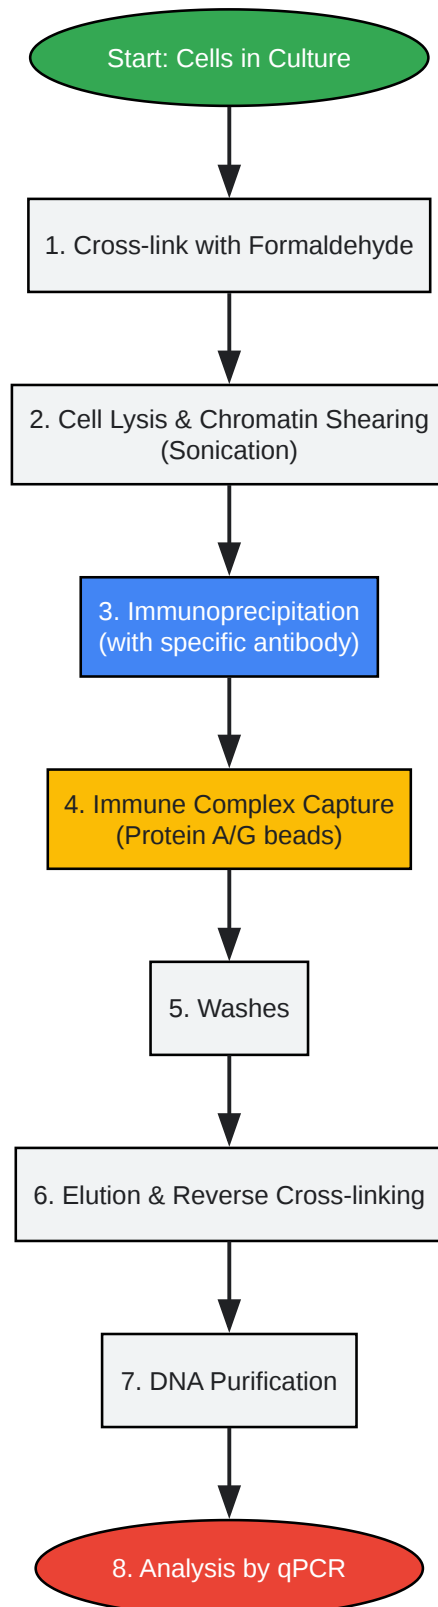 Start: Cells in Culture
1. Cross-link with Formaldehyde
2. Cell Lysis & Chromatin Shearing
(Sonication)
3. Immunoprecipitation
(with specific antibody)
4. Immune Complex Capture
(Protein A/G beads)
5. Washes
6. Elution & Reverse Cross-linking
7. DNA Purification
8. Analysis by qPCR